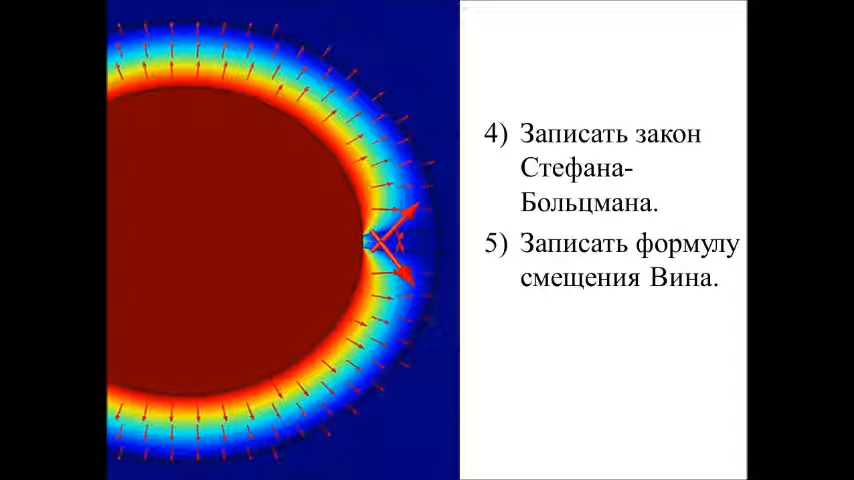 4) Записать закон
Стефана-
Больцмана.
5) Записать формулу
смещения Вина.